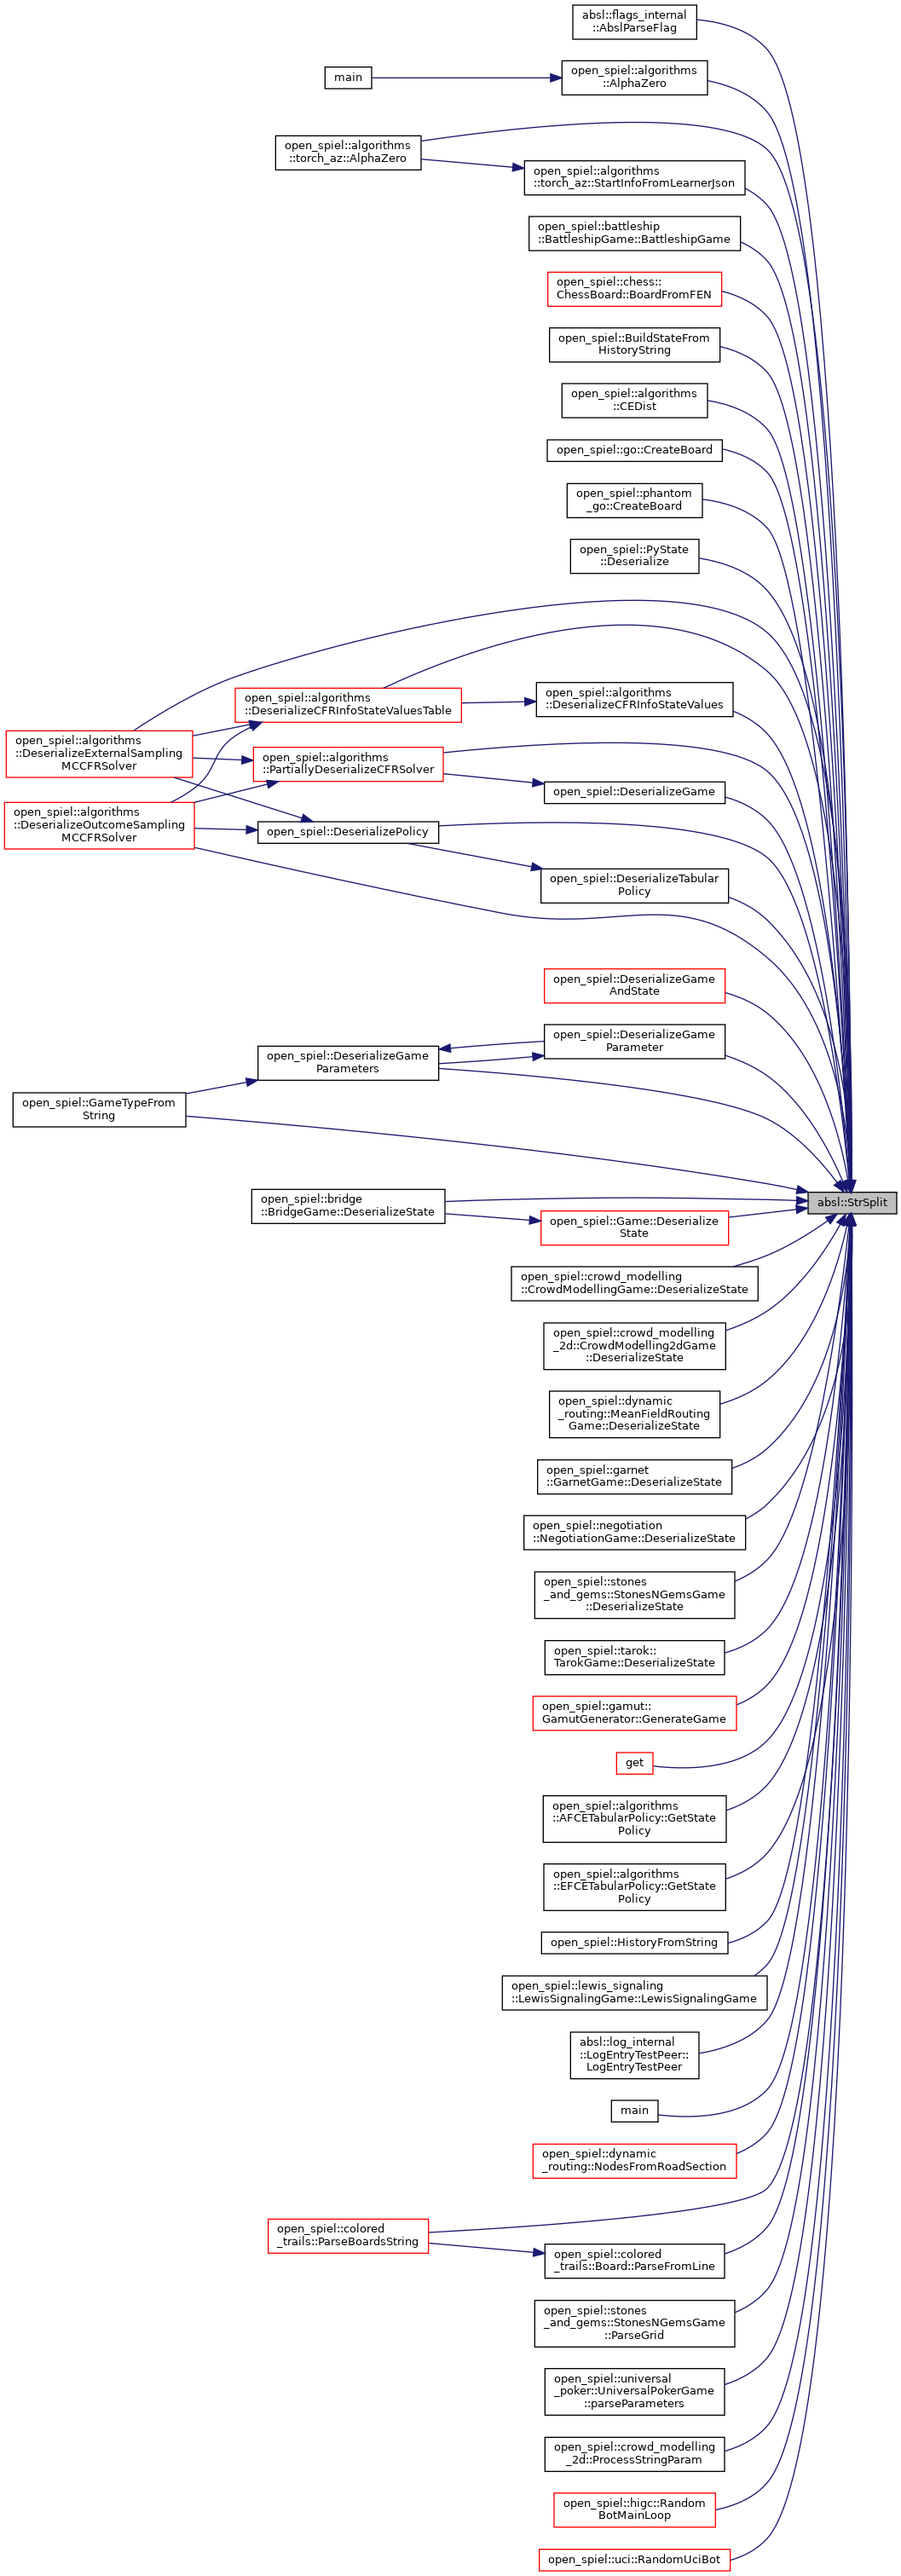 absl::flags_internal
::AbslParseFlag
main
open_spiel::algorithms
::AlphaZero
open_spiel::algorithms
::torch_az::AlphaZero
open_spiel::algorithms
::torch_az::StartInfoFromLearnerJson
open_spiel::battleship
::BattleshipGame::BattleshipGame
open_spiel::chess::
ChessBoard::BoardFromFEN
open_spiel::BuildStateFrom
HistoryString
open_spiel::algorithms
::CEDist
open_spiel::go::CreateBoard
open_spiel::phantom
_go::CreateBoard
open_spiel::PyState
::Deserialize
open_spiel::algorithms
::DeserializeCFRInfoStateValuesTable
open_spiel::algorithms
::DeserializeCFRInfoStateValues
open_spiel::algorithms
::DeserializeExternalSampling
MCCFRSolver
open_spiel::algorithms
::PartiallyDeserializeCFRSolver
open_spiel::DeserializeGame
open_spiel::algorithms
::DeserializeOutcomeSampling
MCCFRSolver
open_spiel::DeserializePolicy
open_spiel::DeserializeTabular
Policy
open_spiel::DeserializeGame
AndState
open_spiel::DeserializeGame
Parameters
open_spiel::DeserializeGame
Parameter
open_spiel::GameTypeFrom
String
absl::StrSplit
open_spiel::bridge
::BridgeGame::DeserializeState
open_spiel::Game::Deserialize
State
open_spiel::crowd_modelling
::CrowdModellingGame::DeserializeState
open_spiel::crowd_modelling
_2d::CrowdModelling2dGame
::DeserializeState
open_spiel::dynamic
_routing::MeanFieldRouting
Game::DeserializeState
open_spiel::garnet
::GarnetGame::DeserializeState
open_spiel::negotiation
::NegotiationGame::DeserializeState
open_spiel::stones
_and_gems::StonesNGemsGame
::DeserializeState
open_spiel::tarok::
TarokGame::DeserializeState
open_spiel::gamut::
GamutGenerator::GenerateGame
get
open_spiel::algorithms
::AFCETabularPolicy::GetState
Policy
open_spiel::algorithms
::EFCETabularPolicy::GetState
Policy
open_spiel::HistoryFromString
open_spiel::lewis_signaling
::LewisSignalingGame::LewisSignalingGame
absl::log_internal
::LogEntryTestPeer::
LogEntryTestPeer
main
open_spiel::dynamic
_routing::NodesFromRoadSection
open_spiel::colored
_trails::ParseBoardsString
open_spiel::colored
_trails::Board::ParseFromLine
open_spiel::stones
_and_gems::StonesNGemsGame
::ParseGrid
open_spiel::universal
_poker::UniversalPokerGame
::parseParameters
open_spiel::crowd_modelling
_2d::ProcessStringParam
open_spiel::higc::Random
BotMainLoop
open_spiel::uci::RandomUciBot